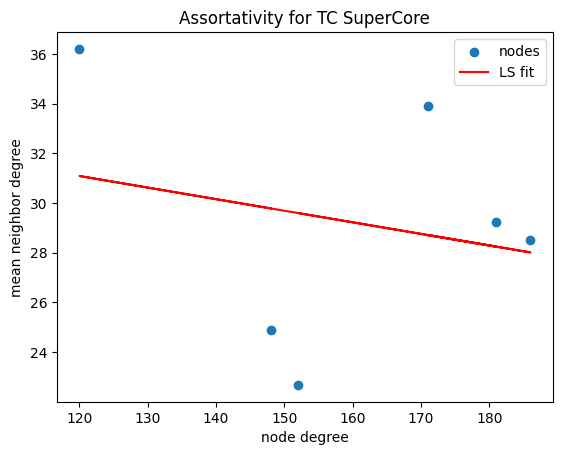 Assortativity for TC SuperCore
nodes
LS fit
mean neighbor degree
36
34
32
30
28
26
24
120
130
140
150
160
170
180
node degree